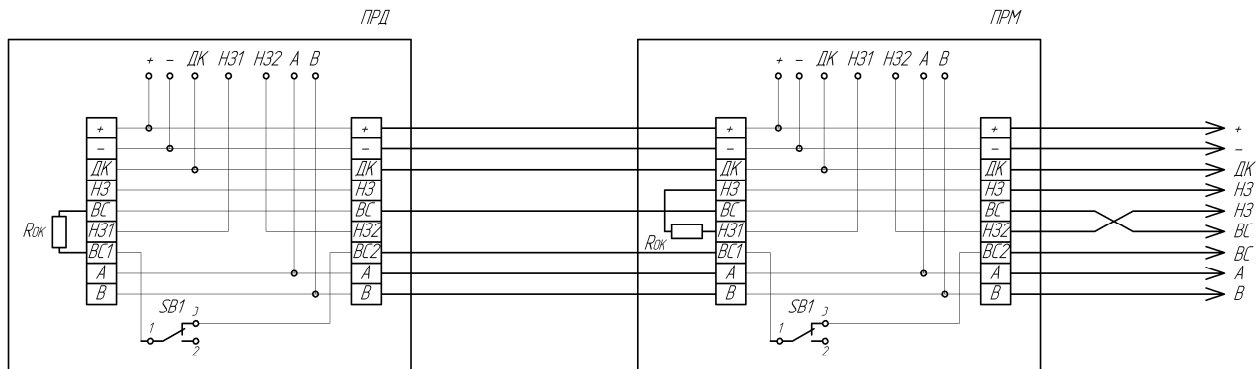 ПРД ПРМ
+ − ДК НЗ1 НЗ2 А В + − ДК НЗ1 НЗ2 А В
+ + + + +
− − − − −
ДК ДК ДК ДК ДК
НЗ НЗ НЗ НЗ НЗ
ВС ВС ВС ВС НЗ
Rок НЗ1 НЗ2 Rок НЗ1 НЗ2 ВС
ВС1 ВС2 ВС1 ВС2 ВС
А А А А А
В В В В В
SB1 3 SB1 3
1 1
2 2